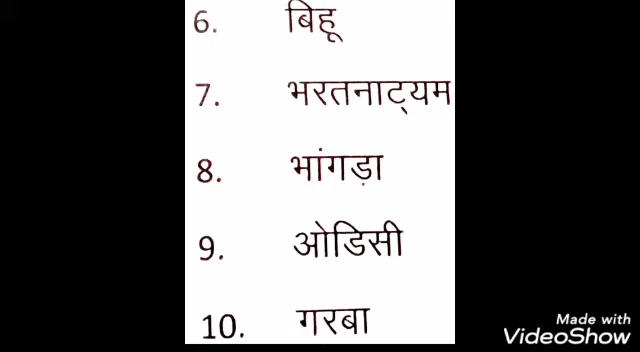 6. बिहू
7. भरतनाट्यम
8. भांगड़ा
9. ओडिसी
10. गरबा
Made with
VideoShow